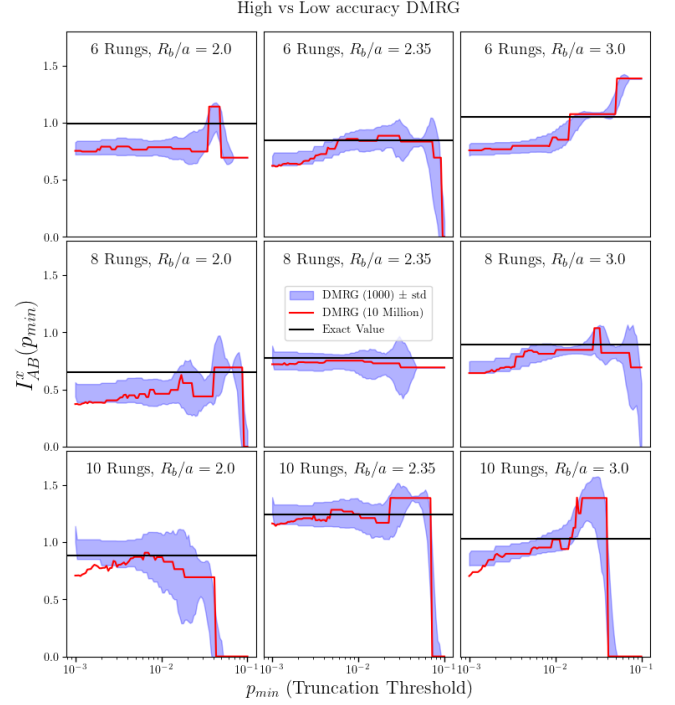 High vs Low accuracy DMRG
6 Rungs, R_b/a = 2.0
6 Rungs, R_b/a = 2.35
6 Rungs, R_b/a = 3.0
1.5
1.0
0.5
0.0
8 Rungs, R_b/a = 2.0
8 Rungs, R_b/a = 2.35
8 Rungs, R_b/a = 3.0
DMRG (1000) ± std
DMRG (10 Million)
Exact Value
1.5
1.0
0.5
0.0
I^x_{AB}(p_{min})
10 Rungs, R_b/a = 2.0
10 Rungs, R_b/a = 2.35
10 Rungs, R_b/a = 3.0
1.5
1.0
0.5
0.0
10^{-3} 10^{-2} 10^{-1}
10^{-3} 10^{-2} 10^{-1}
10^{-3} 10^{-2} 10^{-1}
p_{min} (Truncation Threshold)